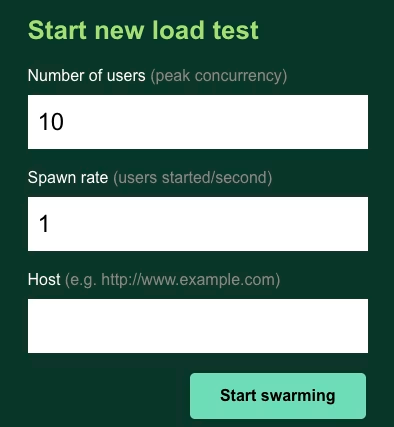 Start new load test
Number of users (peak concurrency)
10
Spawn rate (users started/second)
1
Host (e.g. http://www.example.com)
Start swarming